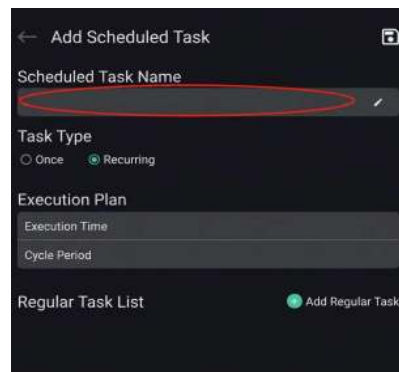 Add Scheduled Task
Scheduled Task Name
Task Type
Once Recurring
Execution Plan
Execution Time
Cycle Period
Regular Task List Add Regular Task